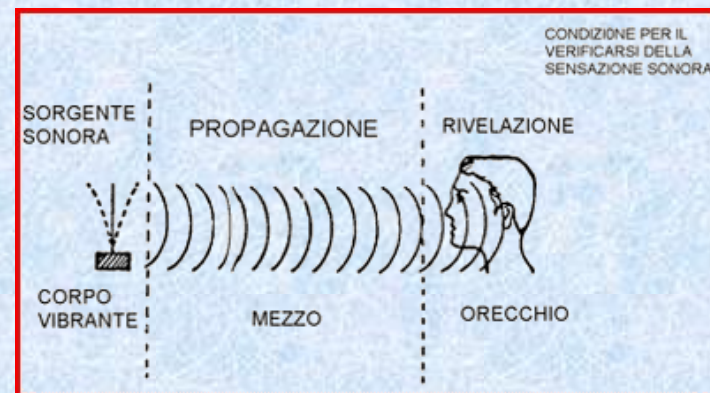 CONDIZIONE PER IL
VERIFICARSI DELLA
SENSAZIONE SONORA
SORGENTE
SONORA
PROPAGAZIONE
RIVELAZIONE
CORPO
VIBRANTE
MEZZO
ORECCHIO